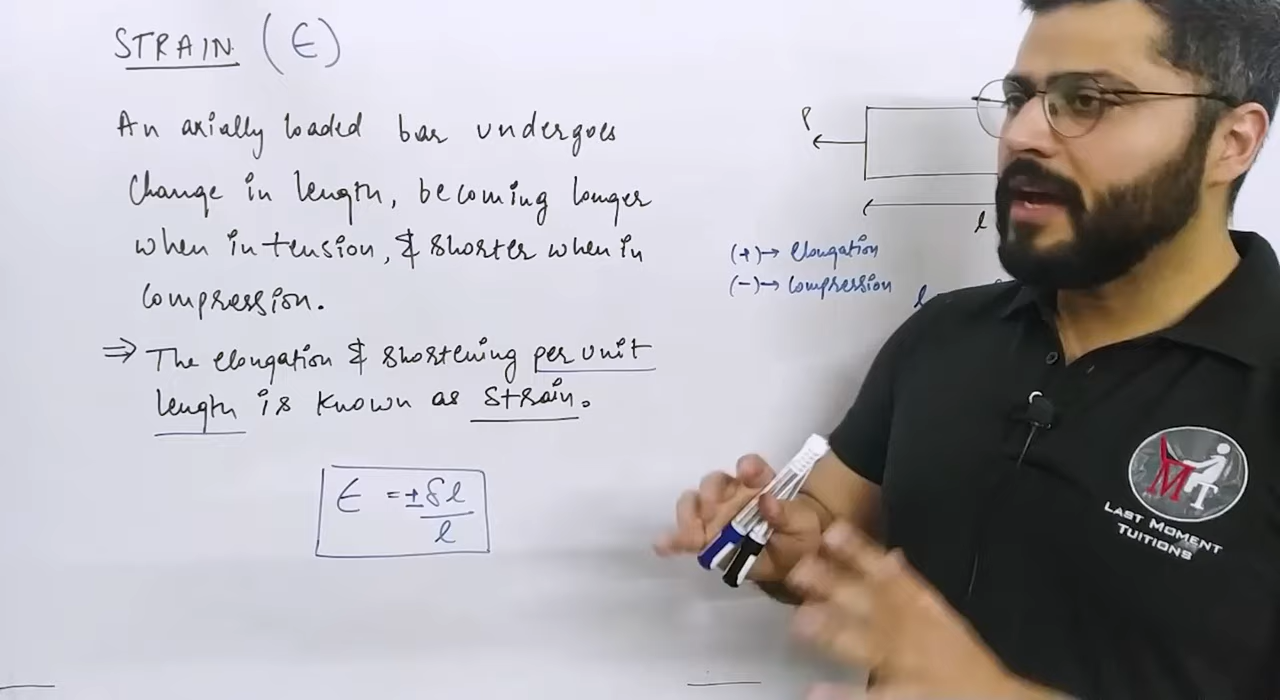 STRAIN (ϵ)
An axially loaded bar undergoes
change in length, becoming longer
when in tension, & shorter when in
compression.
⇒ The elongation & shortening per unit
length is known as strain.
ϵ = ± δl
l
P
l
(+) → elongation
(-) → compression
MT
LAST MOMENT
TUITIONS